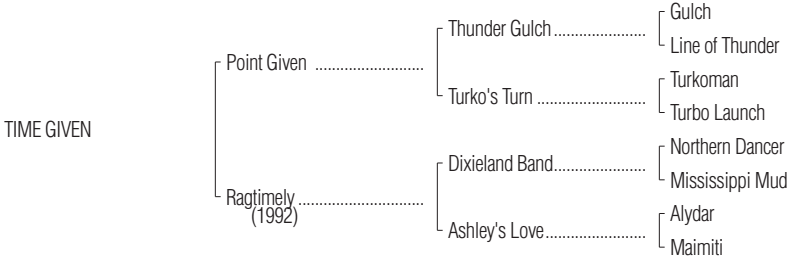 Gulch
Thunder Gulch ......................
Line of Thunder
Point Given ..........................
Turkoman
Turko's Turn ..........................
Turbo Launch
TIME GIVEN
Northern Dancer
Dixieland Band......................
Mississippi Mud
Ragtimely ..............................
(1992)
Alydar
Ashley's Love........................
Maimiti